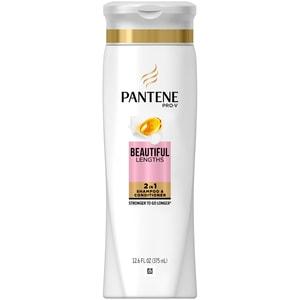 PANTENE
PRO-V
BEAUTIFUL
LENGTHS
2 in 1
SHAMPOO &
CONDITIONER
STRONGER TO GO LONGER*
12.6 FL OZ (375 mL)